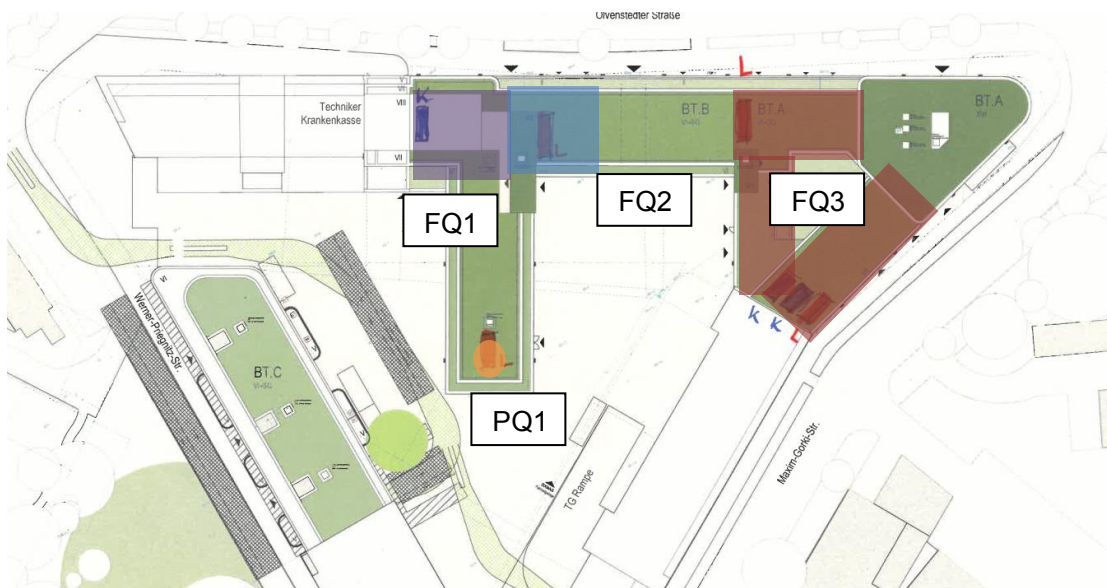 Olvenstedter Straße
Techniker
Krankenkasse
VIII
VII
K
L
BT.B
BT.A
L
BT.A
FQ1
FQ2
FQ3
Werner-Priegnitz-Str.
BT.C
L
PQ1
K K L
TG Rampe
Maxim-Gorki-Str.